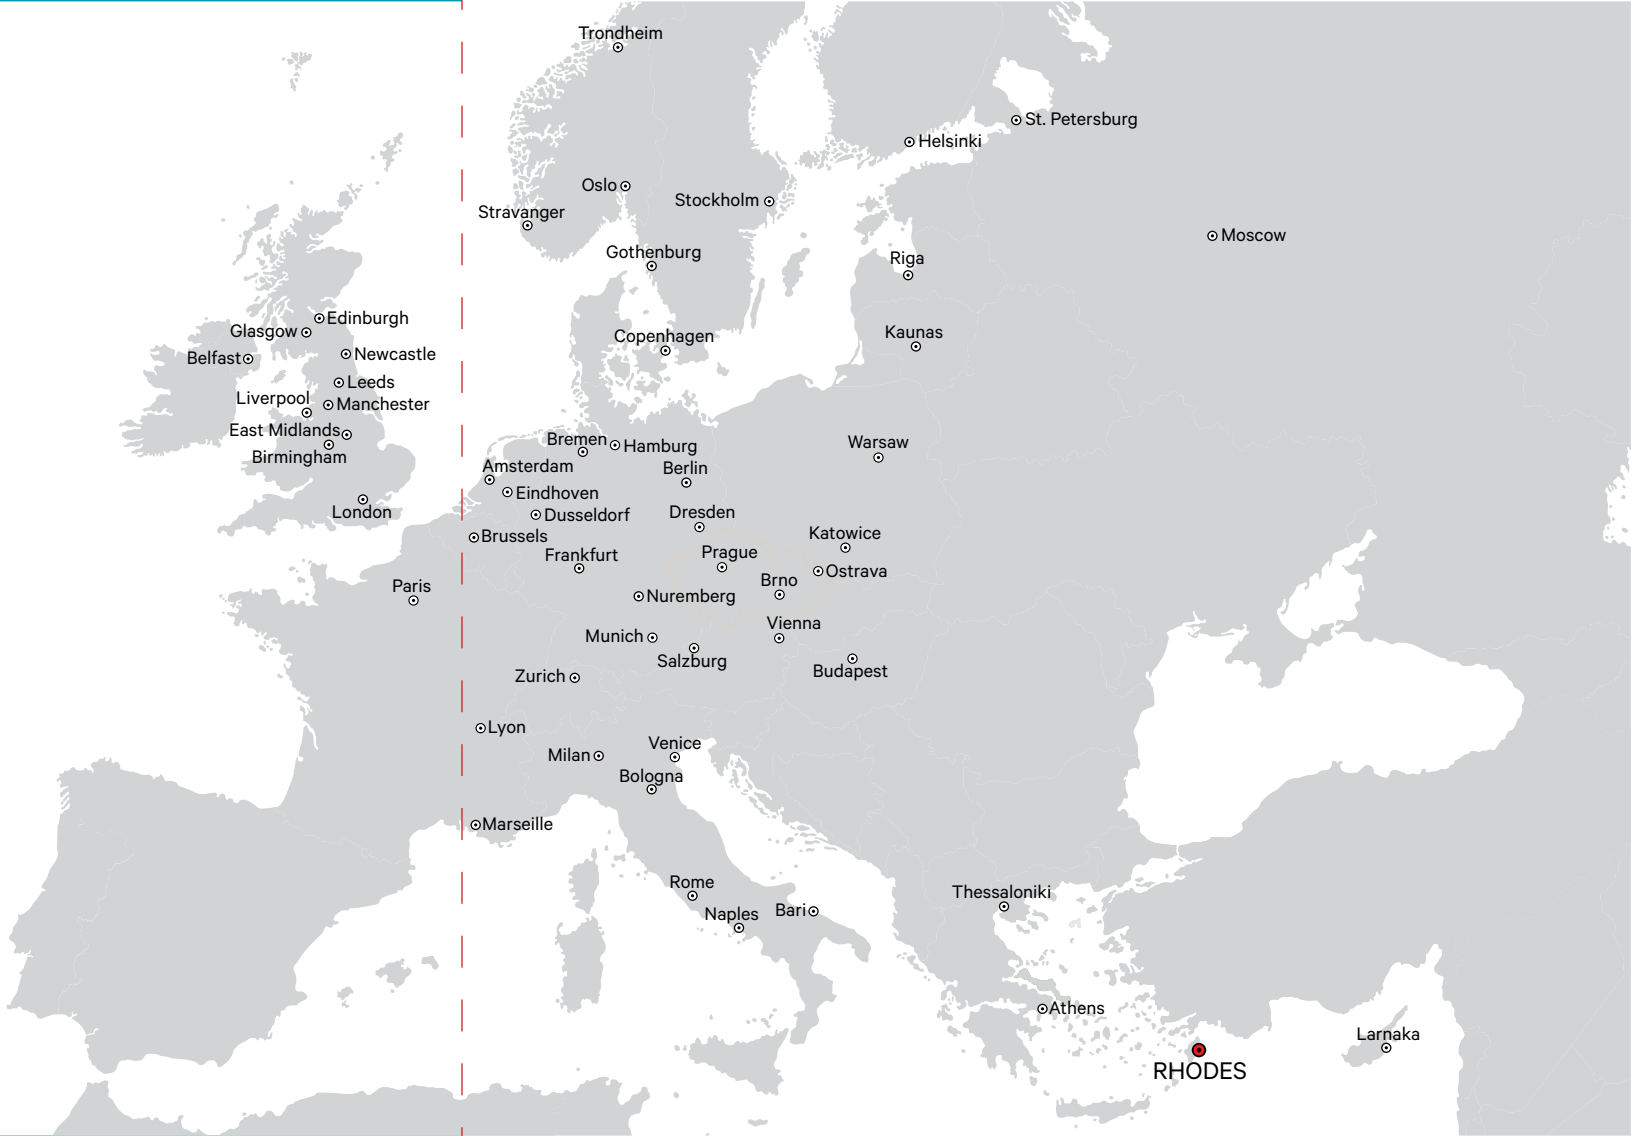 Trondheim
St. Petersburg
Helsinki
Oslo
Stockholm
Stravanger
Moscow
Gothenburg
Riga
Edinburgh
Glasgow
Kaunas
Copenhagen
Belfast
Newcastle
Leeds
Liverpool
Manchester
East Midlands
Bremen
Hamburg
Warsaw
Birmingham
Amsterdam
Berlin
Eindhoven
London
Dusseldorf
Dresden
Brussels
Katowice
Frankfurt
Prague
Ostrava
Paris
Brno
Nuremberg
Vienna
Munich
Salzburg
Budapest
Zurich
Lyon
Venice
Milan
Bologna
Marseille
Rome
Thessaloniki
Naples
Bari
Athens
Larnaka
RHODES